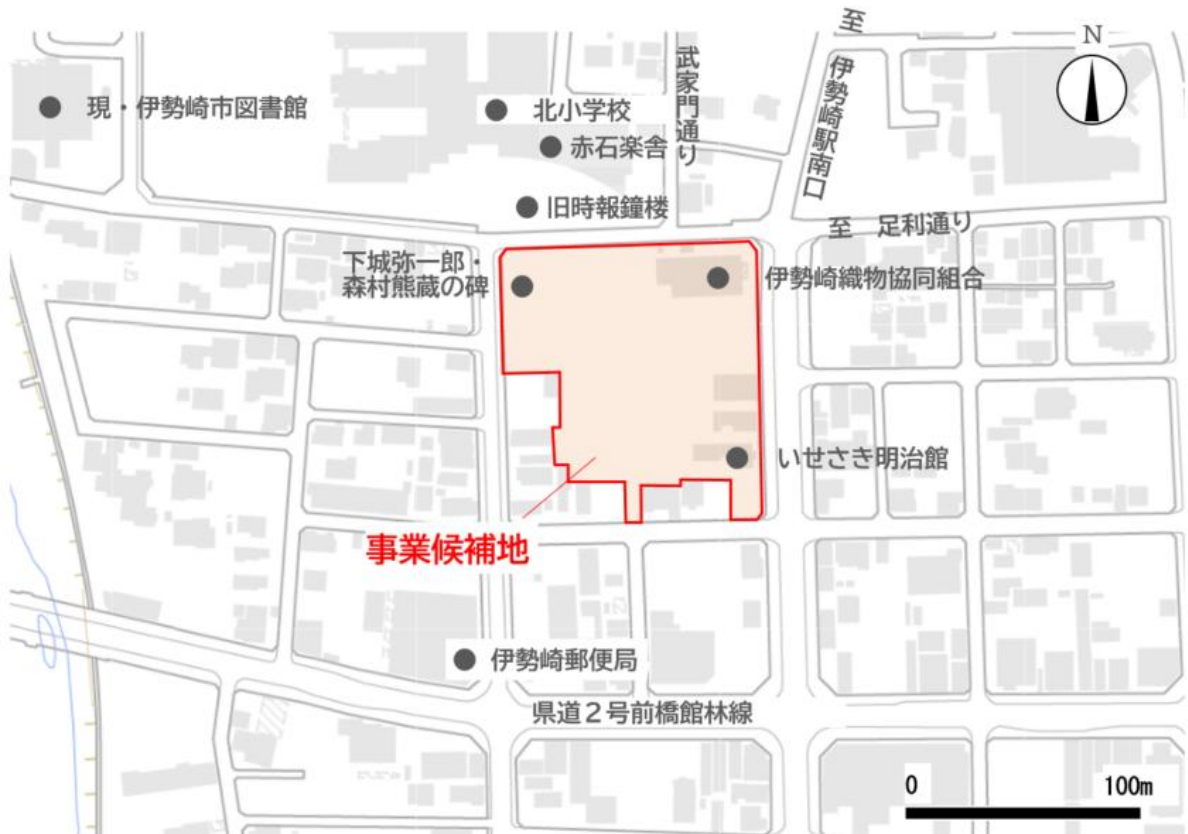 至
伊勢崎駅南口
N
武家門通り
現・伊勢崎市図書館
北小学校
赤石楽舎
旧時報鐘楼
至　足利通り
下城弥一郎・
森村熊蔵の碑
伊勢崎織物協同組合
いせさき明治館
事業候補地
伊勢崎郵便局
県道２号前橋館林線
0
100m